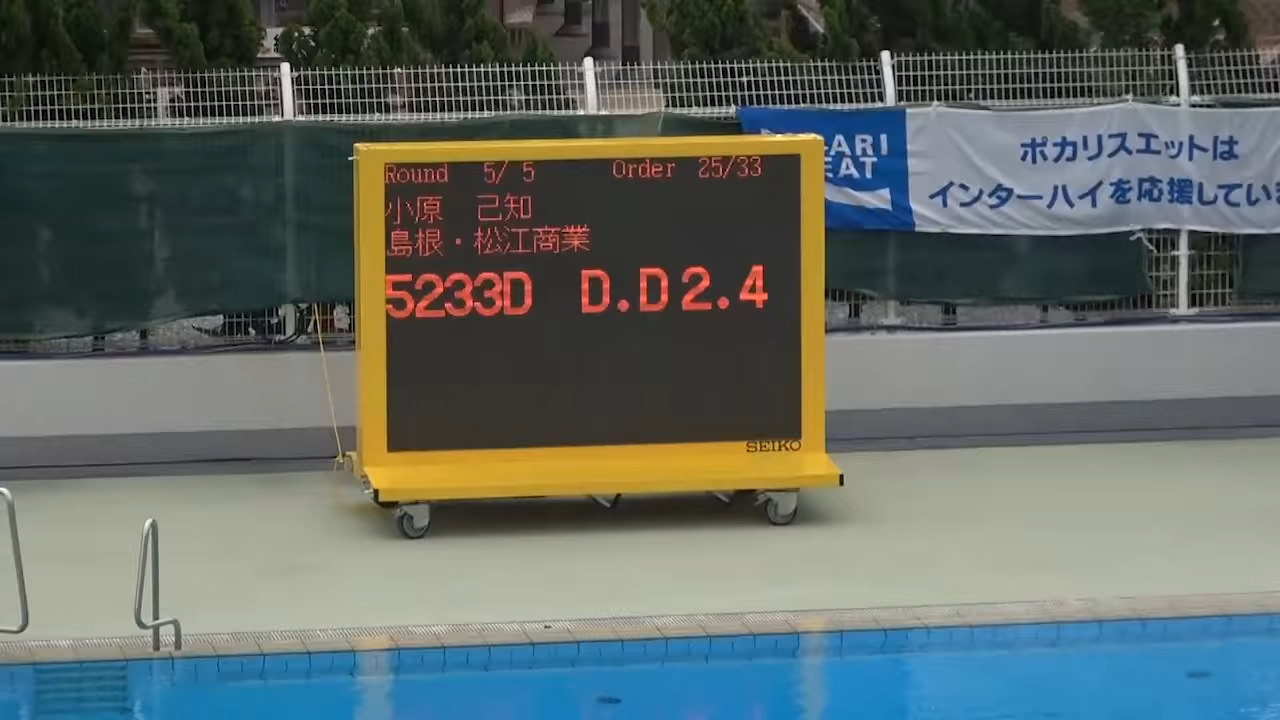 Round 5/ 5 Order 25/33
小原 己知
島根・松江商業
5233D D.D 2.4
SEIKO
ポカリスエットは
インターハイを応援してい